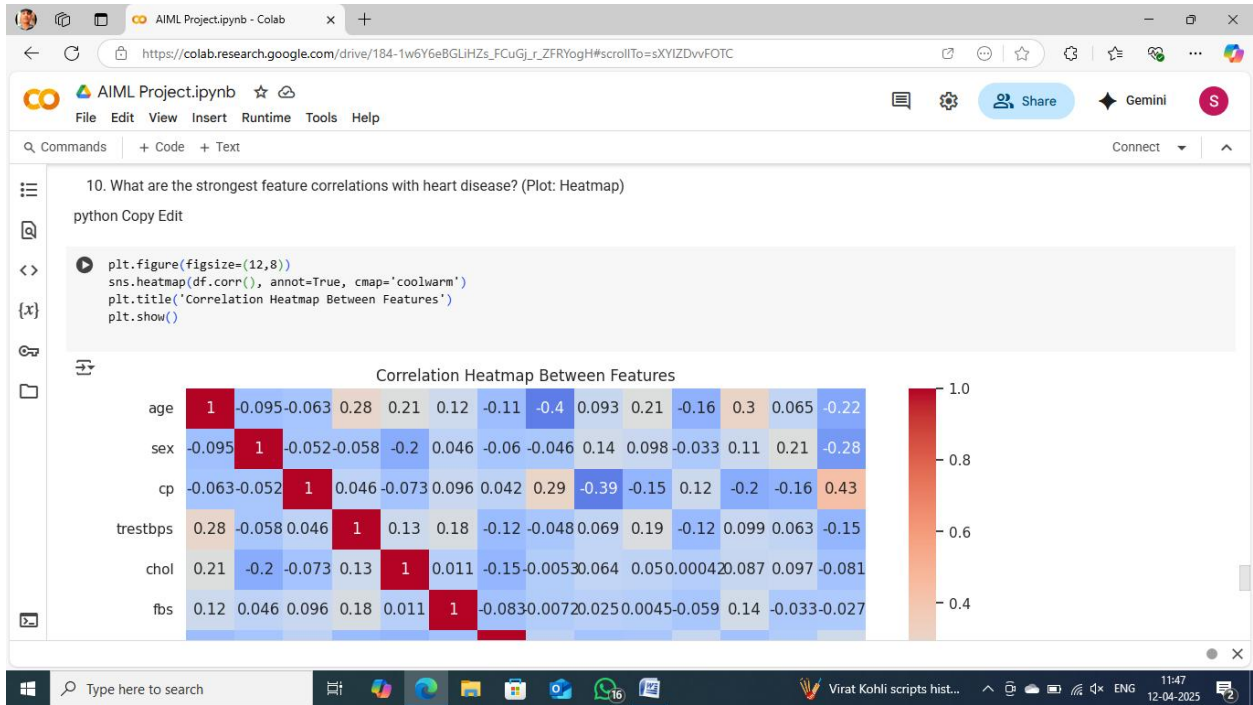 AIML Project.ipynb - Colab
https://colab.research.google.com/drive/184-1w6Y6eBGLiHZs_FCuGj_r_ZFRYogH#scrollTo=sXYIZDvvFOTC
CO AIML Project.ipynb
Share
Gemini
S
File Edit View Insert Runtime Tools Help
Commands + Code + Text
Connect
10. What are the strongest feature correlations with heart disease? (Plot: Heatmap)
python Copy Edit
plt.figure(figsize=(12,8))
sns.heatmap(df.corr(), annot=True, cmap='coolwarm')
plt.title('Correlation Heatmap Between Features')
plt.show()
{x}
Correlation Heatmap Between Features
age 1 -0.095 -0.063 0.28 0.21 0.12 -0.11 -0.4 0.093 0.21 -0.16 0.3 0.065 -0.22
sex -0.095 1 -0.052 -0.058 -0.2 0.046 -0.06 -0.046 0.14 0.098 -0.033 0.11 0.21 -0.28
cp -0.063 -0.052 1 0.046 -0.073 0.096 0.042 0.29 -0.39 -0.15 0.12 -0.2 -0.16 0.43
trestbps 0.28 -0.058 0.046 1 0.13 0.18 -0.12 -0.048 0.069 0.19 -0.12 0.099 0.063 -0.15
chol 0.21 -0.2 -0.073 0.13 1 0.011 -0.15 -0.0053 0.064 0.05 0.00042 0.087 0.097 -0.081
fbs 0.12 0.046 0.096 0.18 0.011 1 -0.083 0.0072 0.025 0.0045 -0.059 0.14 -0.033 -0.027
1.0
0.8
0.6
0.4
Type here to search
16
Virat Kohli scripts hist...
ENG
11:47
12-04-2025
2